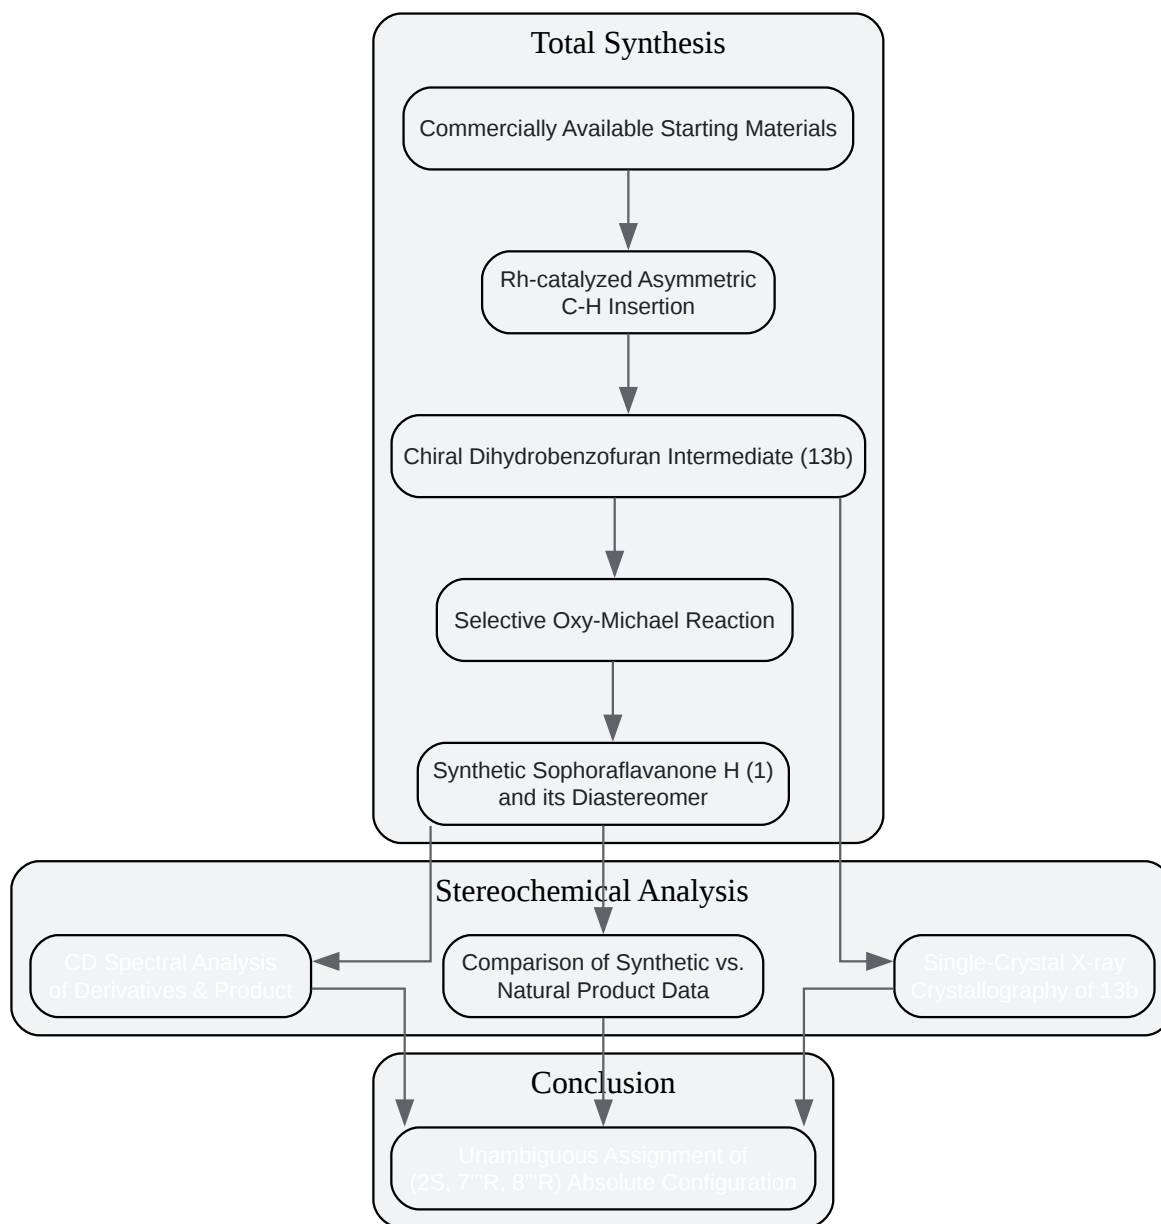 Total Synthesis
Commercially Available Starting Materials
Rh-catalyzed Asymmetric
C-H Insertion
Chiral Dihydrobenzofuran Intermediate (13b)
Selective Oxy-Michael Reaction
Synthetic Sophoraflavanone H (1)
and its Diastereomer
Stereochemical Analysis
CD Spectral Analysis
of Derivatives & Product
Comparison of Synthetic vs.
Natural Product Data
Single-Crystal X-ray
Crystallography of 13b
Conclusion
Unambiguous Assignment of
(2S, 7'''R, 8'''R) Absolute Configuration